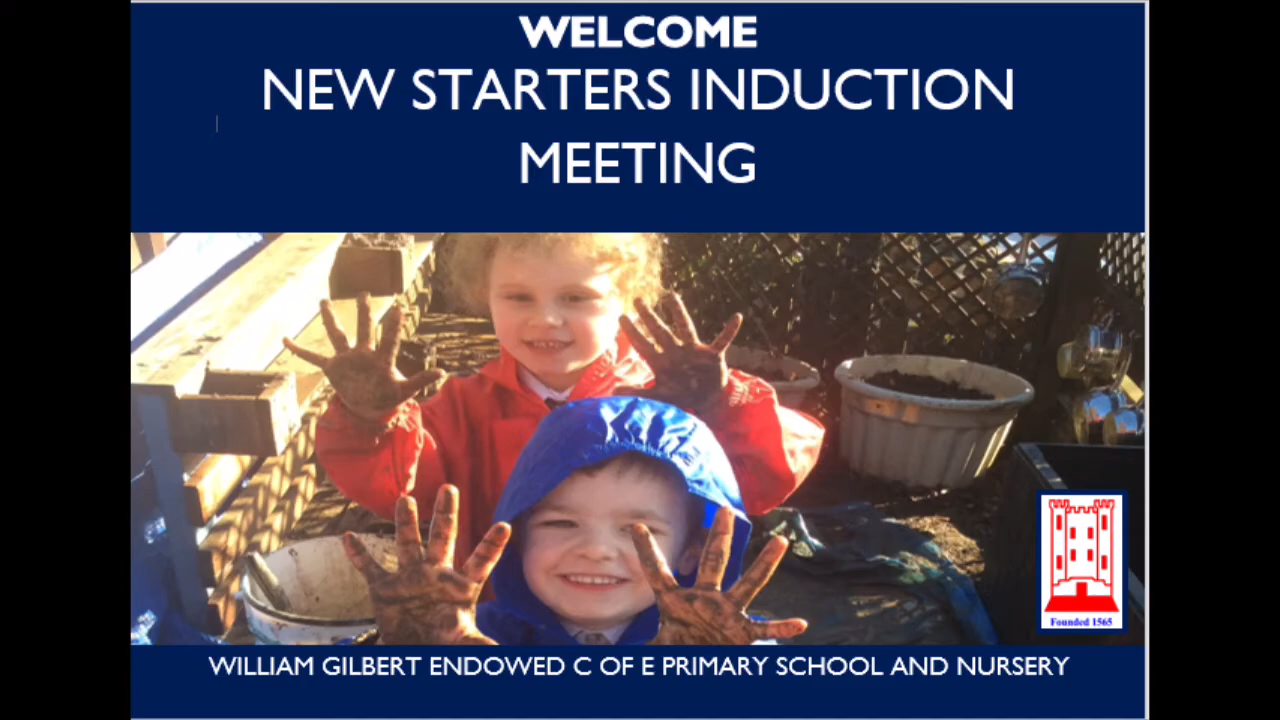 WELCOME
NEW STARTERS INDUCTION
MEETING
Founded 1565
WILLIAM GILBERT ENDOWED C OF E PRIMARY SCHOOL AND NURSERY